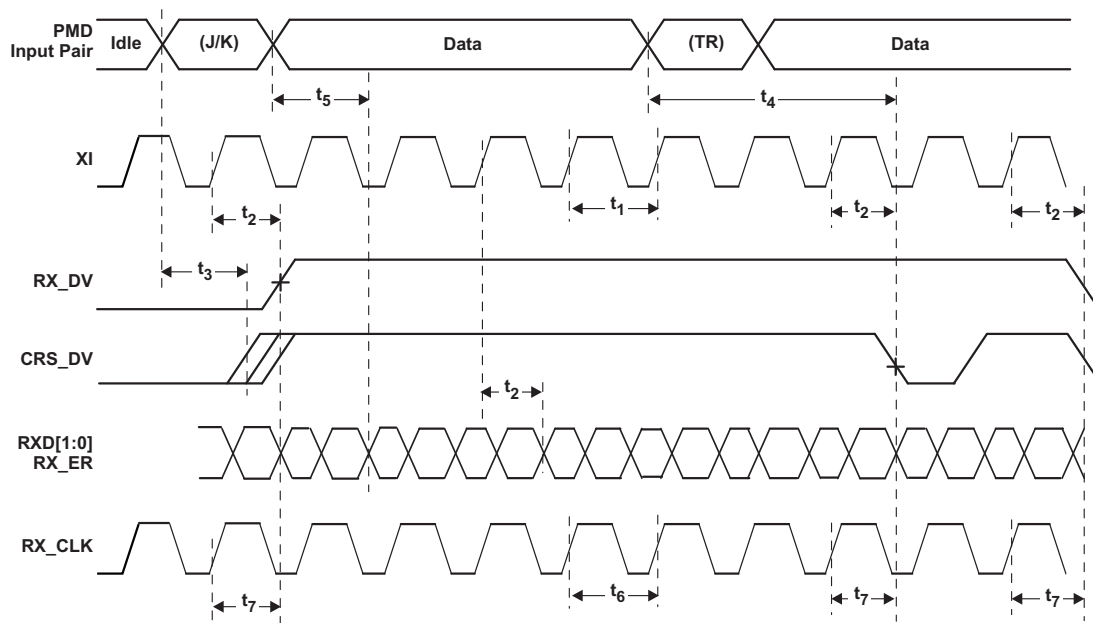 PMD
Input Pair
Idle
(J/K)
Data
(TR)
Data
t5
t4
XI
t2
t1
t2
t2
t3
RX_DV
CRS_DV
t2
RXD[1:0]
RX_ER
RX_CLK
t7
t6
t7
t7